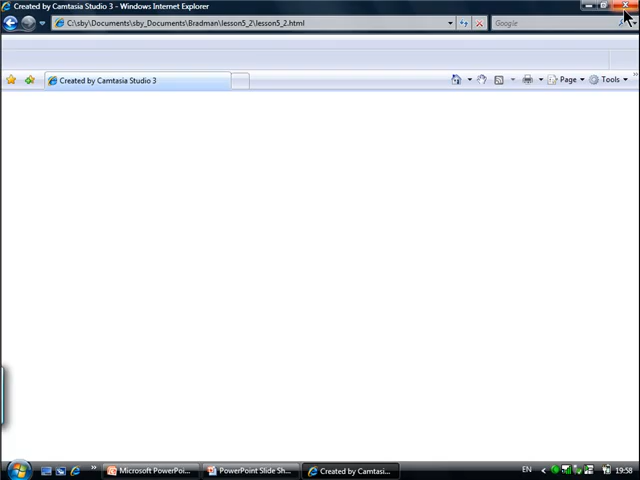 Created by Camtasia Studio 3 - Windows Internet Explorer
C:\sby\Documents\sby_Documents\Bradman\lesson5_2\lesson5_2.html
Google
Created by Camtasia Studio 3
Page
Tools
Microsoft PowerPoi...
PowerPoint Slide Sh...
Created by Camtasi...
EN
19:58